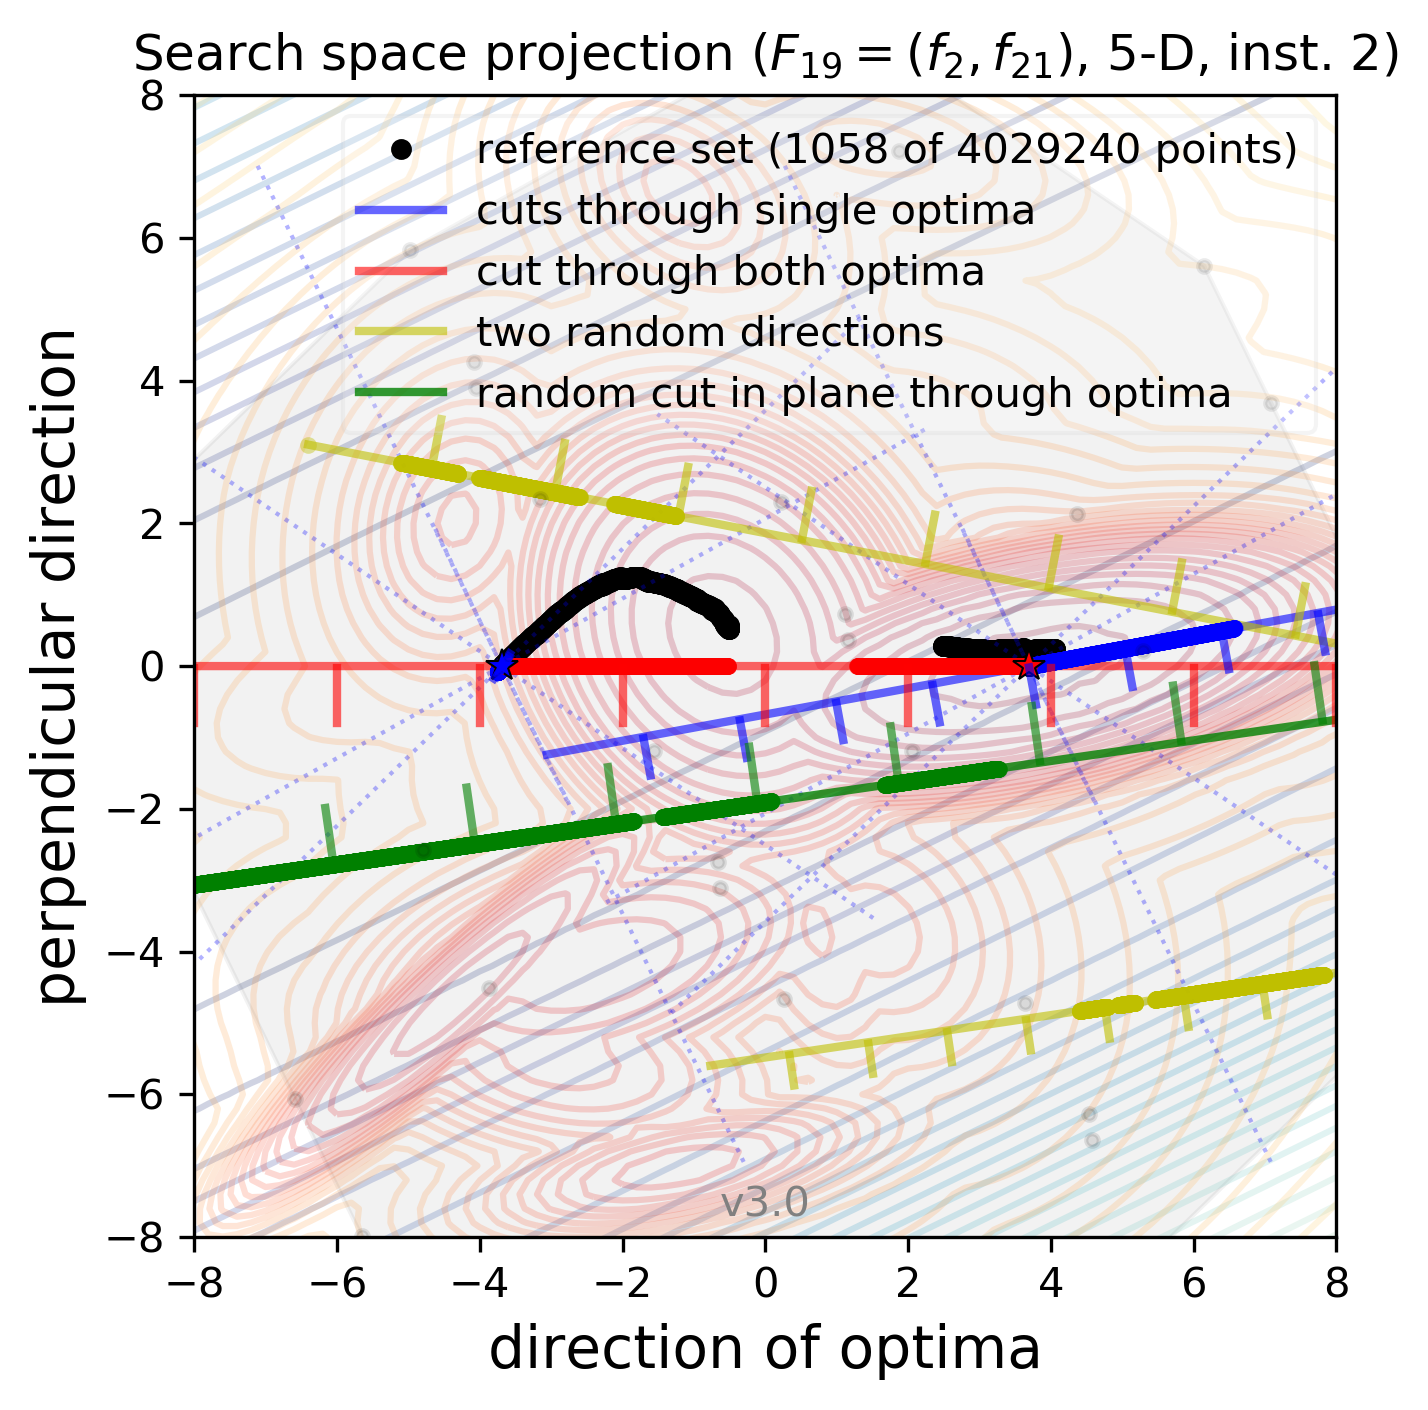 Search space projection (F₁₉ = (f₂, f₂₁), 5-D, inst. 2)
reference set (1058 of 4029240 points)
cuts through single optima
cut through both optima
two random directions
random cut in plane through optima
perpendicular direction
8
6
4
2
0
−2
−4
−6
−8
v3.0
−8 −6 −4 −2 0 2 4 6 8
direction of optima